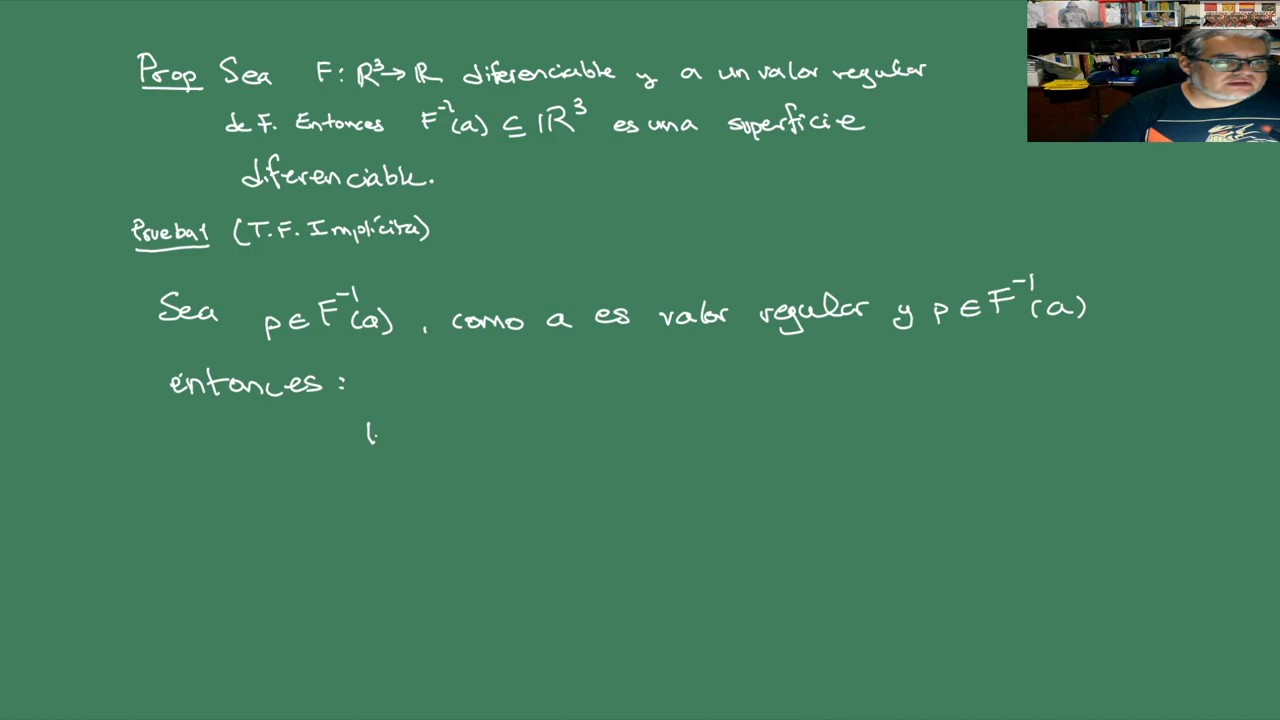 Prop Sea F: ℝ³→ℝ diferenciable y a un valor regular
de F. Entonces F⁻¹(a) ⊆ ℝ³ es una superficie
diferenciable.
Prueba1 (T.F. Implícita)
Sea p ∈ F⁻¹(a), como a es valor regular y p ∈ F⁻¹(a)
entonces: